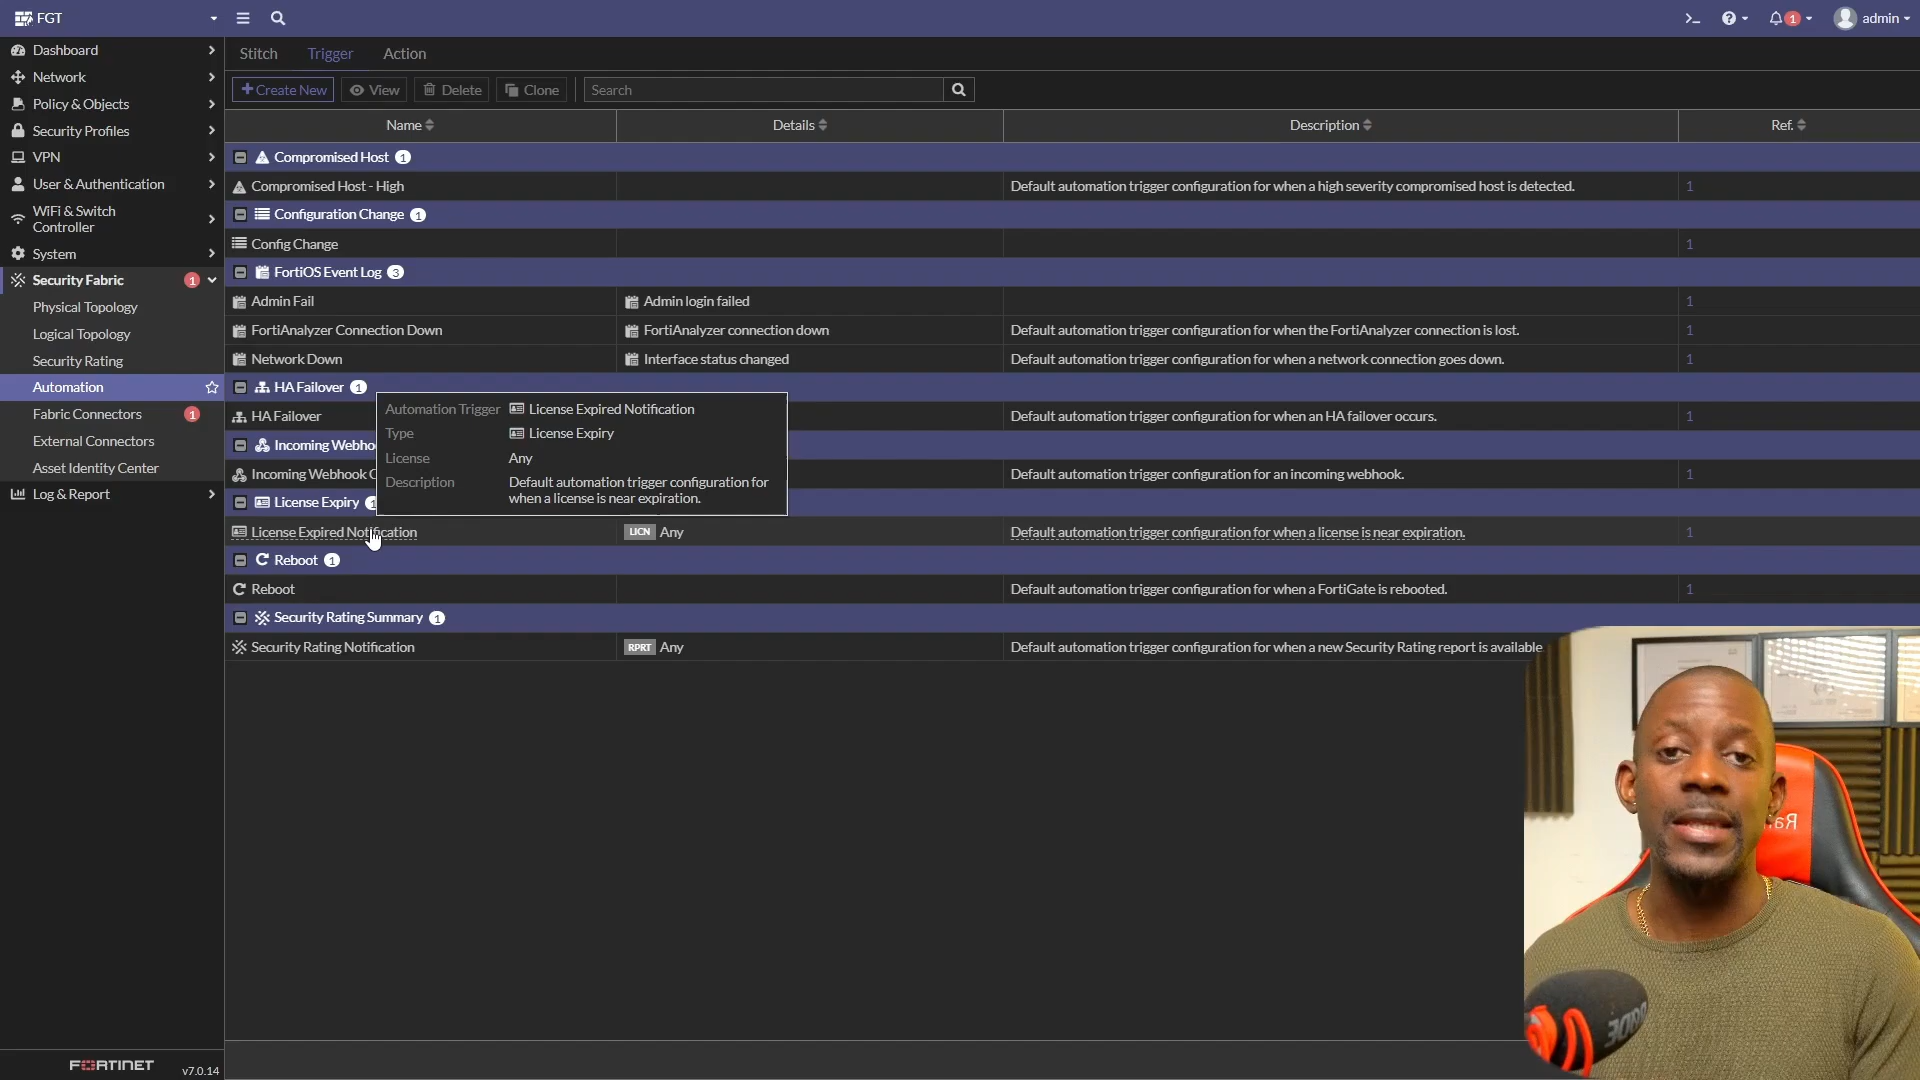 FGT
admin
1
Dashboard
Network
Policy & Objects
Security Profiles
VPN
User & Authentication
WiFi & Switch
Controller
System
Security Fabric 1
Physical Topology
Logical Topology
Security Rating
Automation
Fabric Connectors 1
External Connectors
Asset Identity Center
Log & Report
FORTINET v7.0.14
Stitch Trigger Action
+Create New View Delete Clone Search
Name Details Description Ref.
Compromised Host 1
Compromised Host - High Default automation trigger configuration for when a high severity compromised host is detected. 1
Configuration Change 1
Config Change 1
FortiOS Event Log 3
Admin Fail Admin login failed 1
FortiAnalyzer Connection Down FortiAnalyzer connection down Default automation trigger configuration for when the FortiAnalyzer connection is lost. 1
Network Down Interface status changed Default automation trigger configuration for when a network connection goes down. 1
HA Failover 1
HA Failover Default automation trigger configuration for when an HA failover occurs. 1
Incoming Webho
Incoming Webhook C Default automation trigger configuration for an incoming webhook. 1
License Expiry 1
Automation Trigger License Expired Notification
Type License Expiry
License Any
Description Default automation trigger configuration for
when a license is near expiration.
License Expired Notification LICN Any Default automation trigger configuration for when a license is near expiration. 1
Reboot 1
Reboot Default automation trigger configuration for when a FortiGate is rebooted. 1
Security Rating Summary 1
Security Rating Notification RPRT Any Default automation trigger configuration for when a new Security Rating report is available